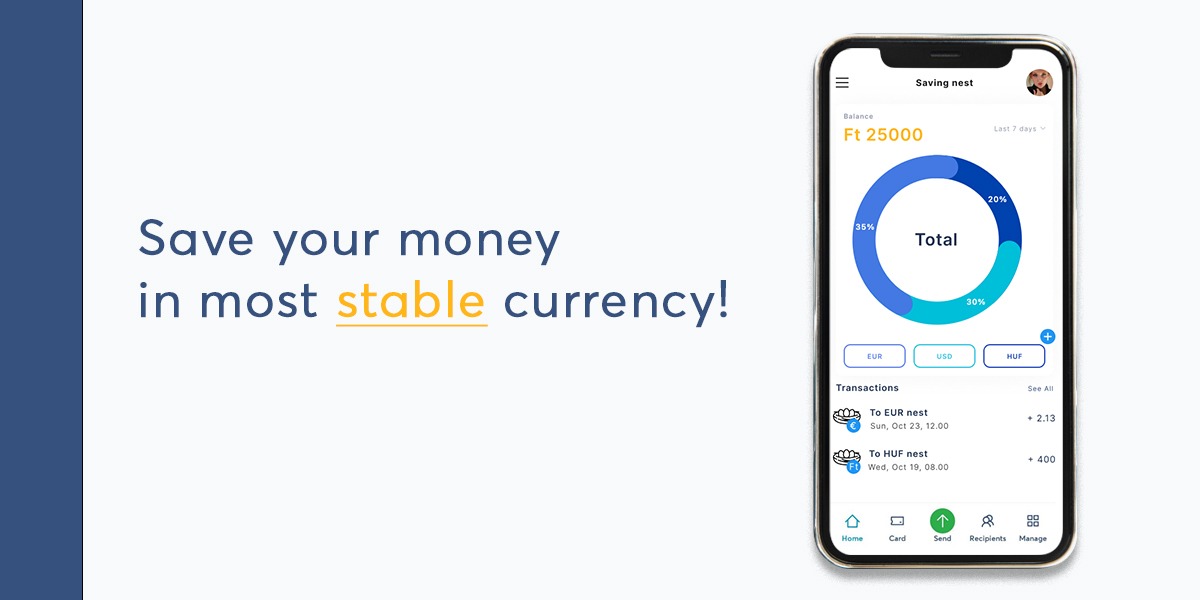 Save your money
in most stable currency!
Saving nest
Balance
Last 7 days
Ft 25000
20%
35%
Total
30%
EUR USD HUF
Transactions See All
To EUR nest
Sun, Oct 23, 12.00
+ 2.13
€
To HUF nest
Wed, Oct 19, 08.00
+ 400
Ft
Home Card Send Recipients Manage